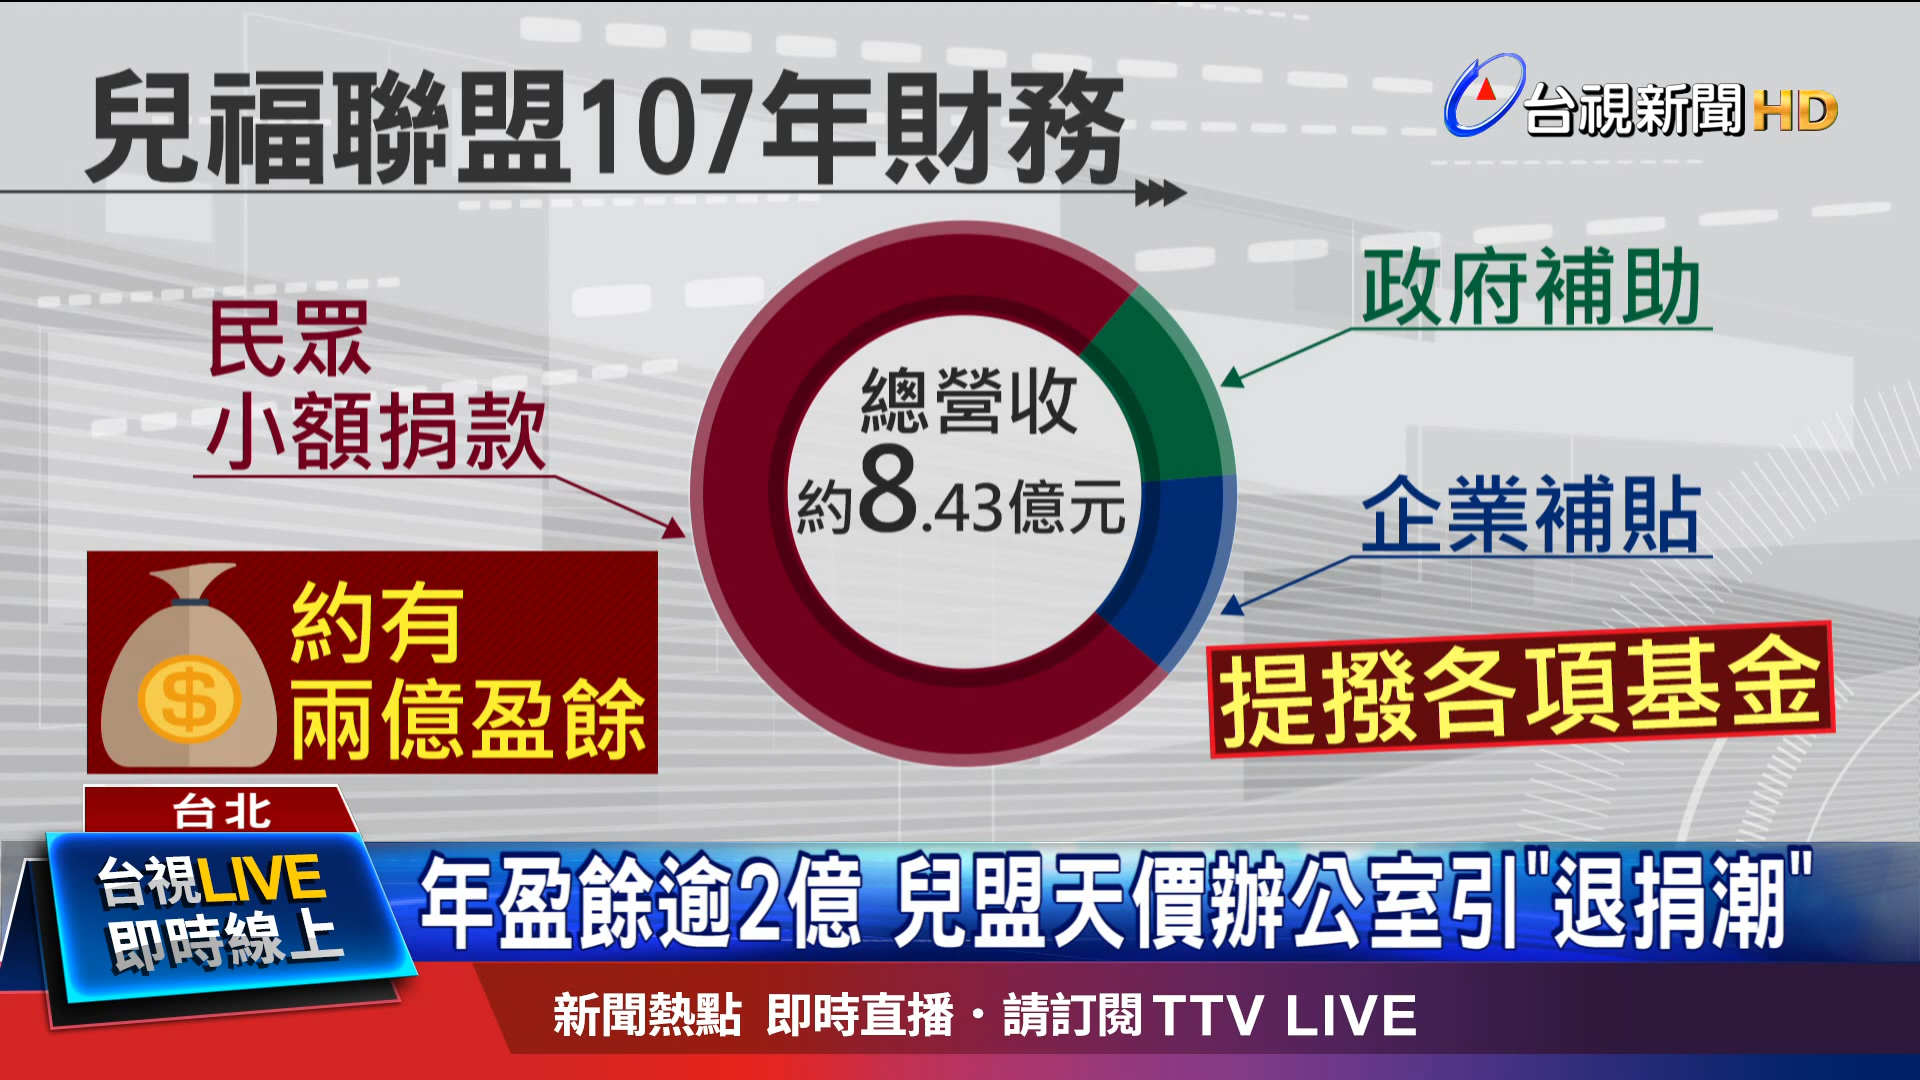 兒福聯盟107年財務
台視新聞HD
政府補助
民眾
小額捐款
總營收
約8.43億元
企業補貼
$
約有
兩億盈餘
提撥各項基金
台北
台視LIVE
即時線上
年盈餘逾2億 兒盟天價辦公室引"退捐潮"
新聞熱點 即時直播・請訂閱TTV LIVE